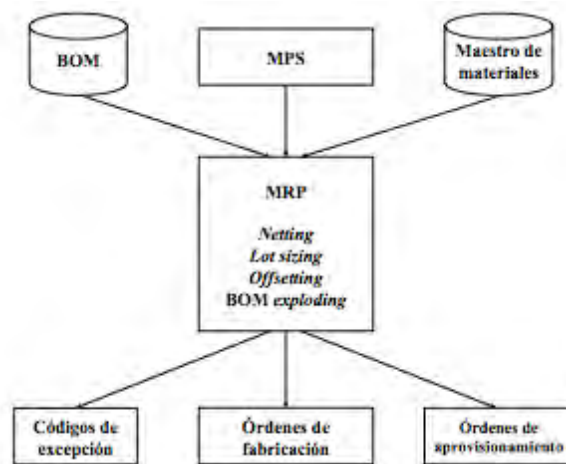 BOM
MPS
Maestro de
materiales
MRP
Netting
Lot sizing
Offsetting
BOM exploding
Códigos de
excepción
Órdenes de
fabricación
Órdenes de
aprovisionamiento